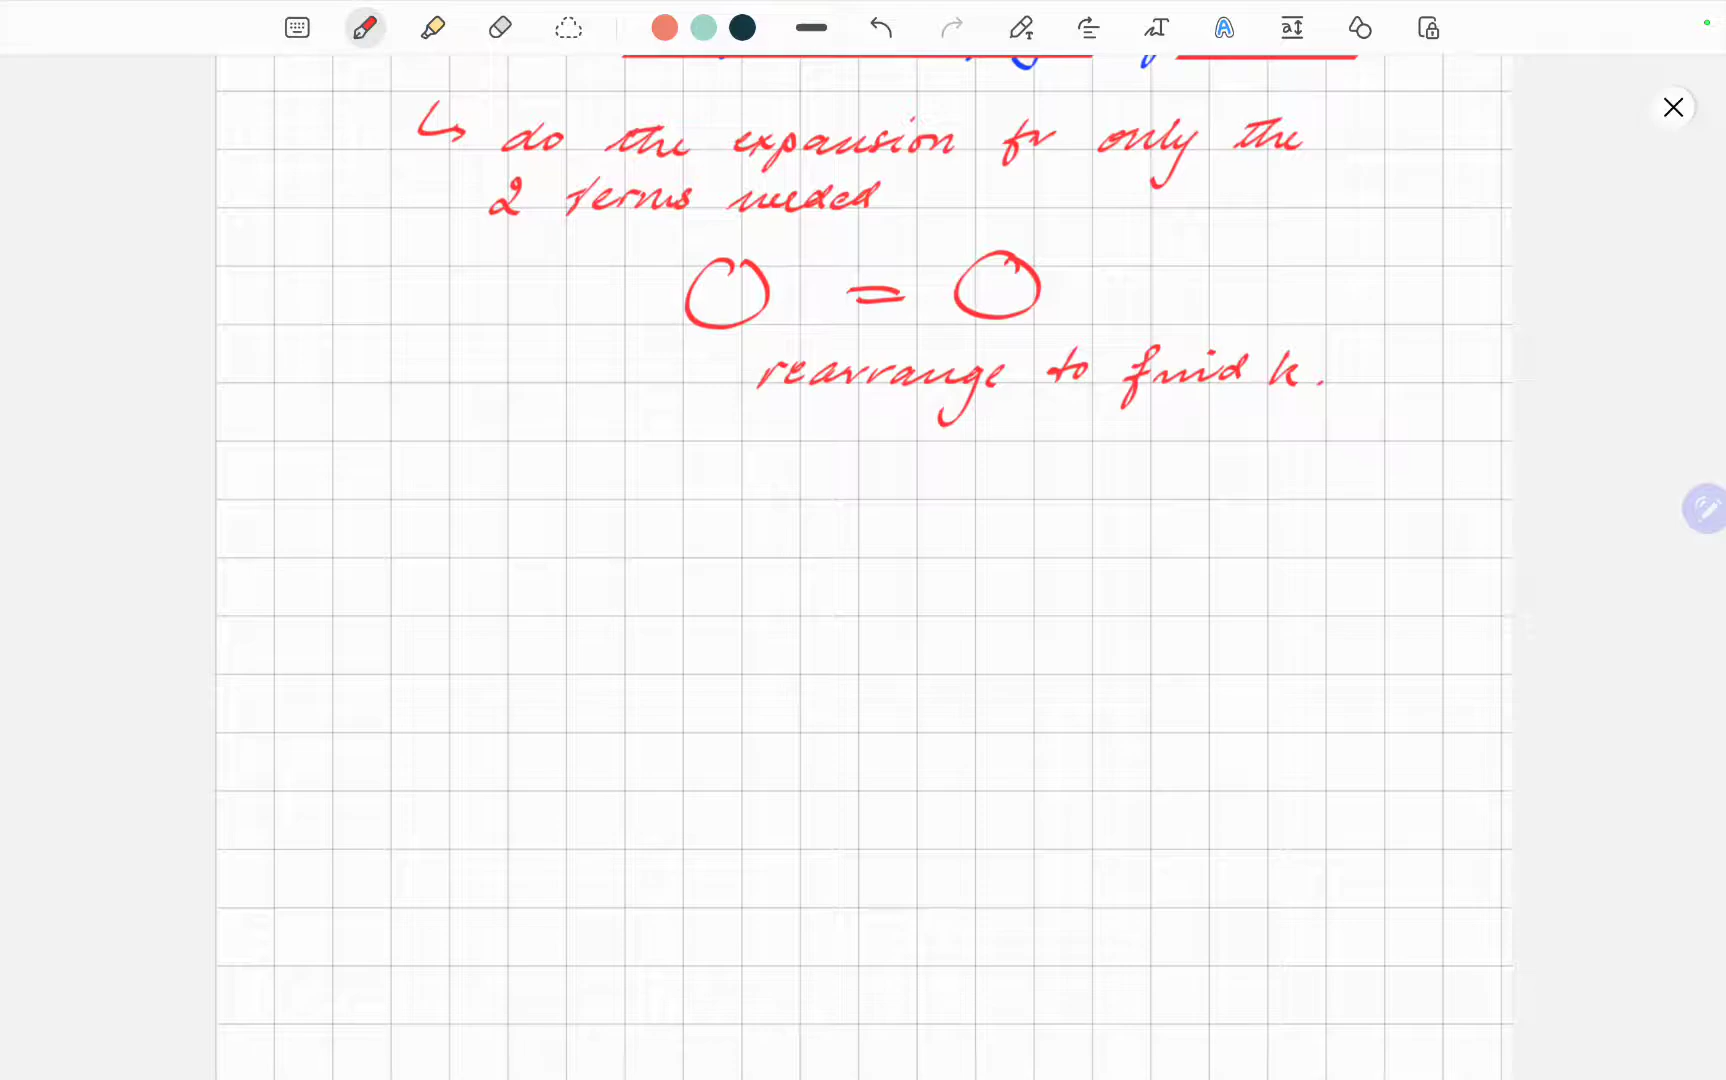 ↳ do the expansion for only the
2 terms needed
O = O
rearrange to find k.